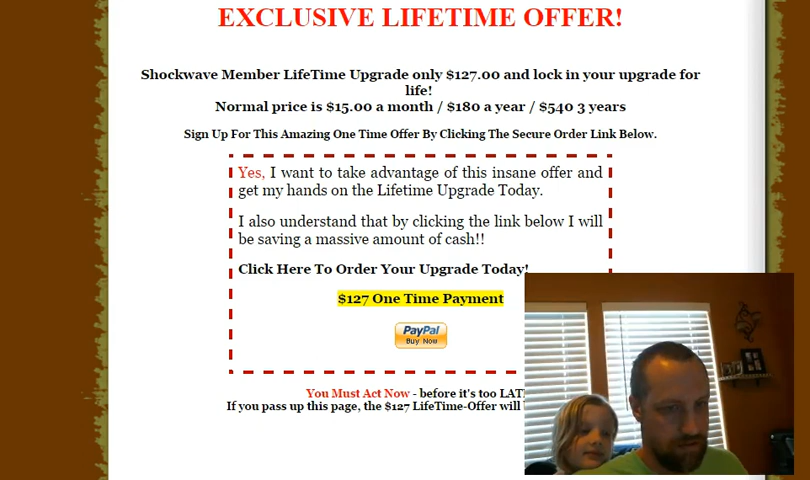 EXCLUSIVE LIFETIME OFFER!
Shockwave Member LifeTime Upgrade only $127.00 and lock in your upgrade for
life!
Normal price is $15.00 a month / $180 a year / $540 3 years
Sign Up For This Amazing One Time Offer By Clicking The Secure Order Link Below.
Yes, I want to take advantage of this insane offer and
get my hands on the Lifetime Upgrade Today.
I also understand that by clicking the link below I will
be saving a massive amount of cash!!
Click Here To Order Your Upgrade Today!
$127 One Time Payment
PayPal
Buy Now
You Must Act Now - before it's too
If you pass up this page, the $127 LifeTime-Offer will